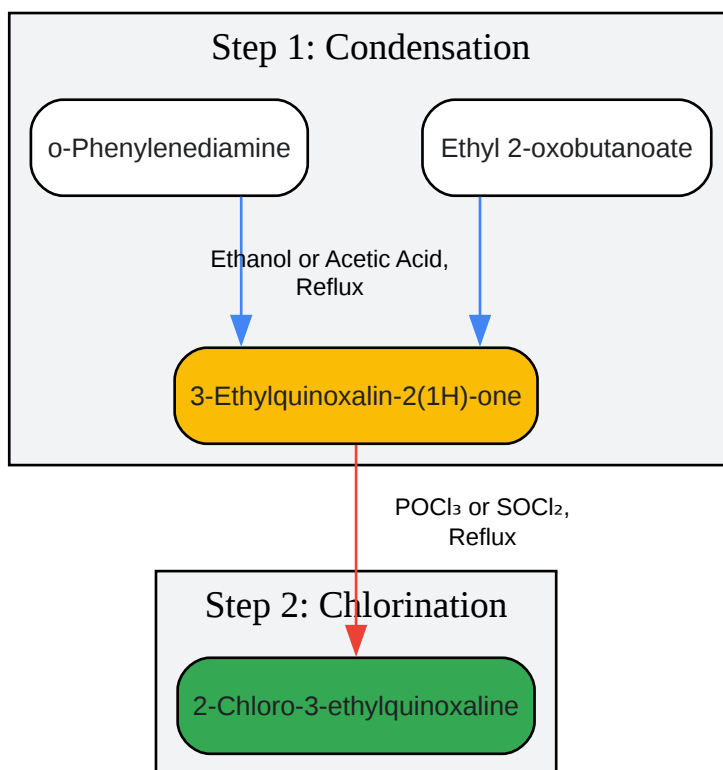 Step 1: Condensation
o-Phenylenediamine
Ethyl 2-oxobutanoate
Ethanol or Acetic Acid,
Reflux
3-Ethylquinoxalin-2(1H)-one
POCl₃ or SOCl₂,
Reflux
Step 2: Chlorination
2-Chloro-3-ethylquinoxaline